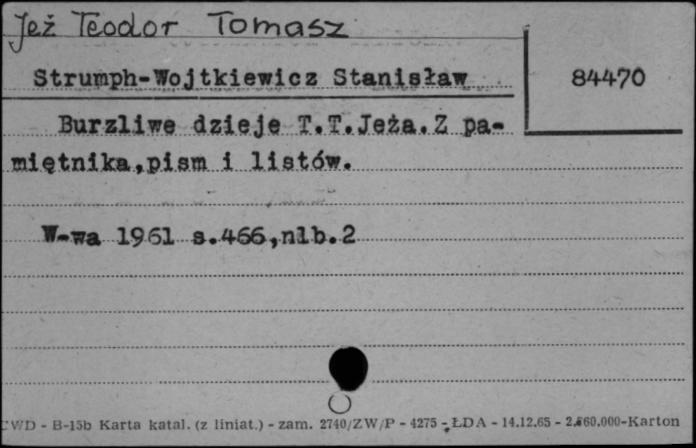 Jeż Teodor Tomasz
Strumph-Wojtkiewicz Stanisław
84470
Burzliwe dzieje T.T.Jeża.Z pa-
miętnika,pism i listów.
W-wa 1961 s.466,nlb.2
CWD - B-15b Karta katal. (z liniat.) - zam. 2740/ZW/P - 4275 - ŁDA - 14.12.65 - 2.860.000-Karton